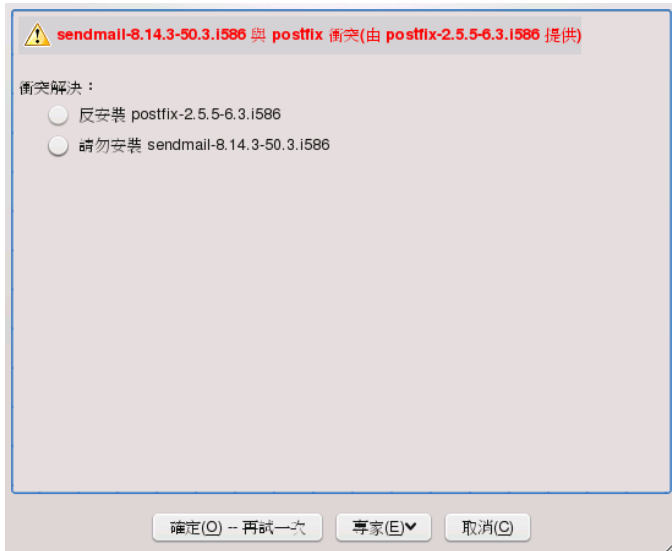 sendmail-8.14.3-50.3.i586 與 postfix 衝突(由 postfix-2.5.5-6.3.i586 提供)
衝突解決：
反安裝 postfix-2.5.5-6.3.i586
請勿安裝 sendmail-8.14.3-50.3.i586
確定(O) -- 再試一次
專家(E)
取消(C)